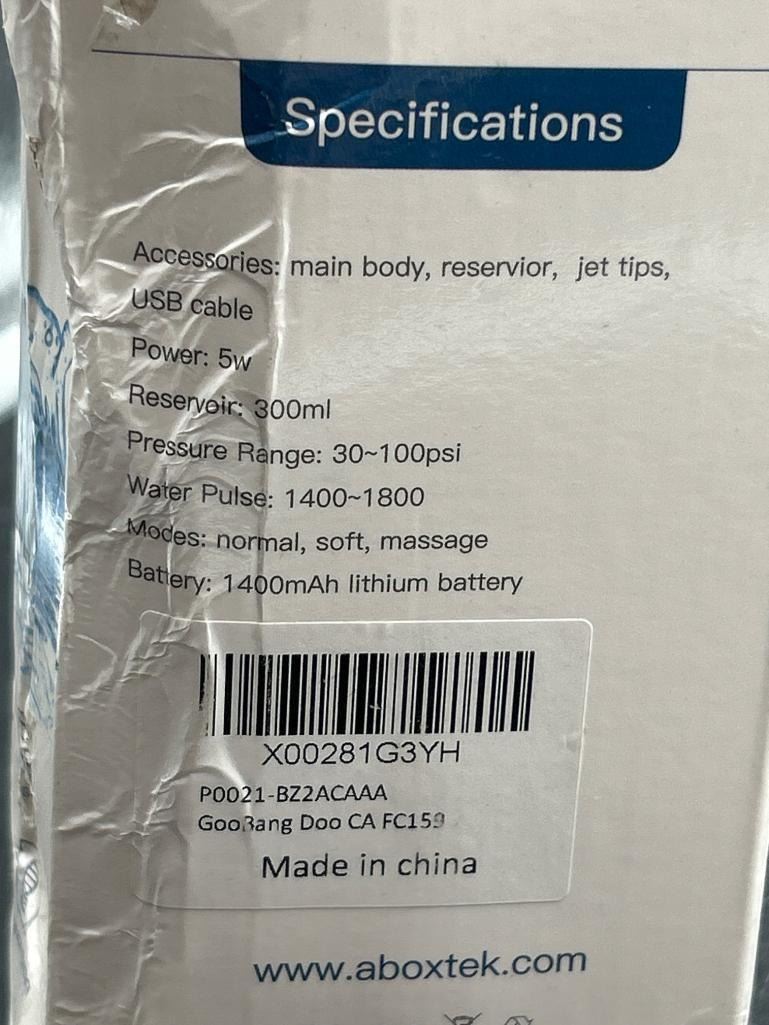 Specifications
Accessories: main body, reservior, jet tips,
USB cable
Power: 5w
Reservoir: 300ml
Pressure Range: 30~100psi
Water Pulse: 1400~1800
Modes: normal, soft, massage
Battery: 1400mAh lithium battery
X00281G3YH
P0021-BZ2ACAAA
GooBang Doo CA FC159
Made in china
www.aboxtek.com